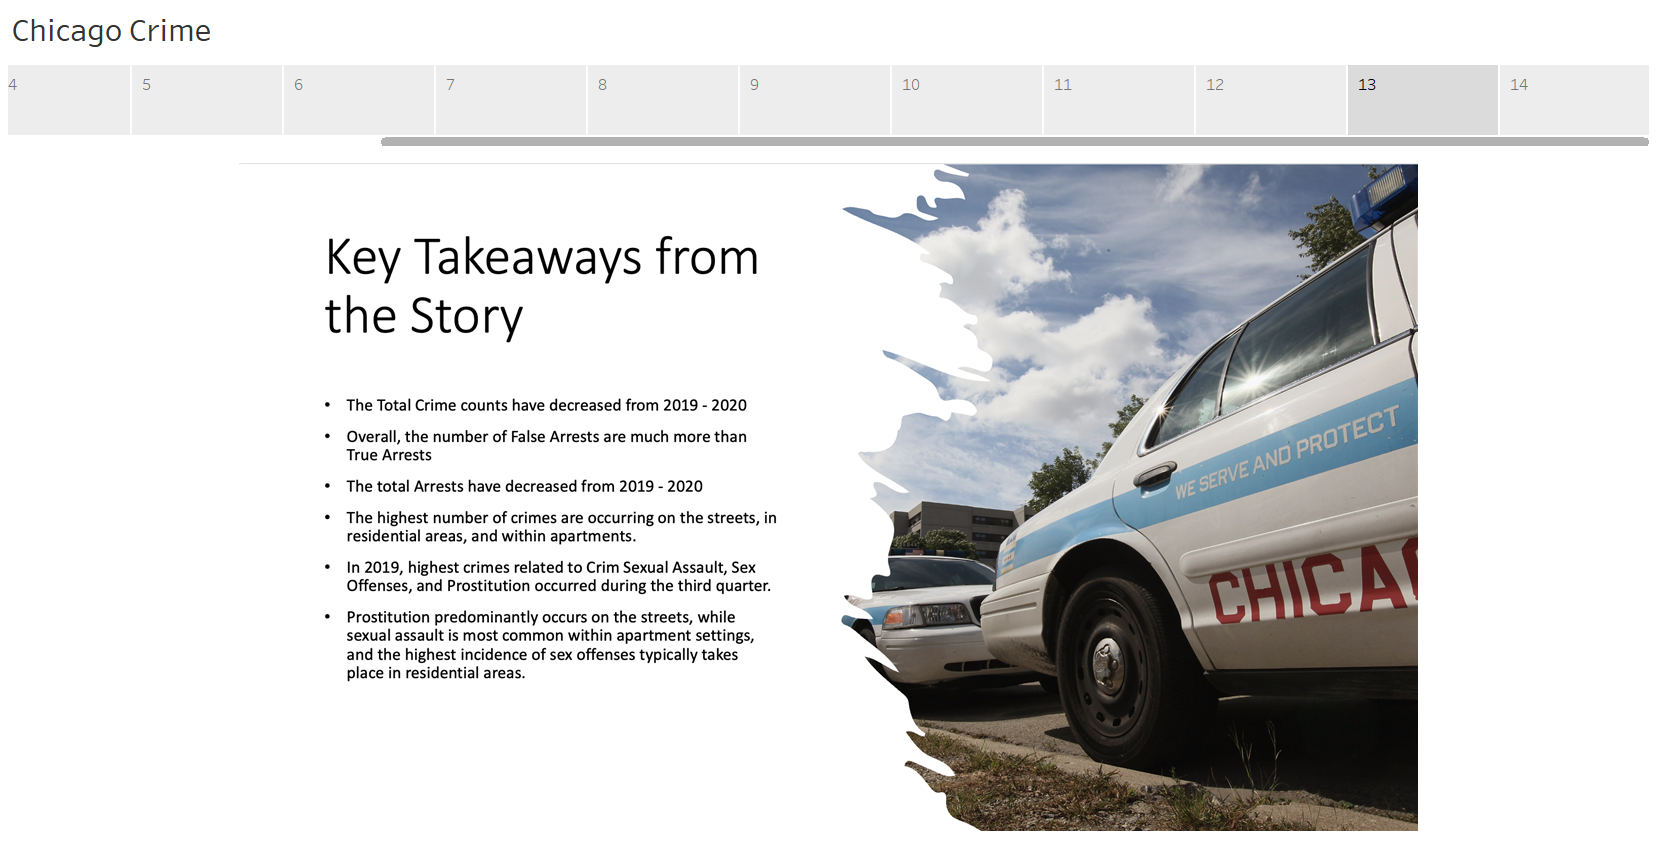 Chicago Crime
4 5 6 7 8 9 10 11 12 13 14
Key Takeaways from
the Story
• The Total Crime counts have decreased from 2019 - 2020
• Overall, the number of False Arrests are much more than
True Arrests
• The total Arrests have decreased from 2019 - 2020
• The highest number of crimes are occurring on the streets, in
residential areas, and within apartments.
• In 2019, highest crimes related to Crim Sexual Assault, Sex
Offenses, and Prostitution occurred during the third quarter.
• Prostitution predominantly occurs on the streets, while
sexual assault is most common within apartment settings,
and the highest incidence of sex offenses typically takes
place in residential areas.
WE SERVE AND PROTECT
CHICA